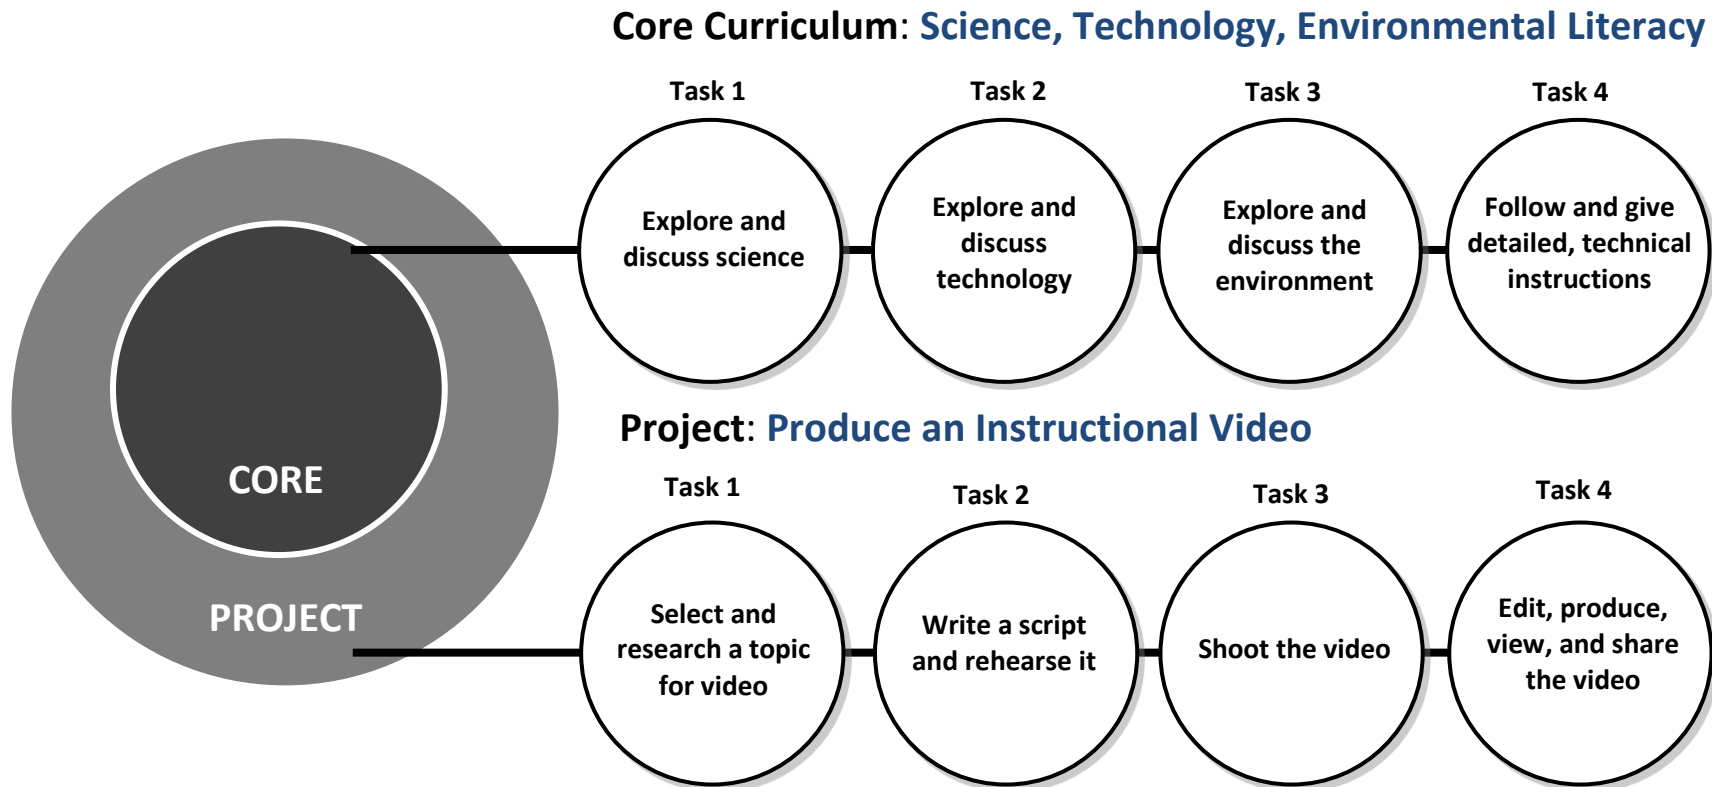 Core Curriculum: Science, Technology, Environmental Literacy
Task 1
Task 2
Task 3
Task 4
Explore and
discuss science
Explore and
discuss
technology
Explore and
discuss the
environment
Follow and give
detailed, technical
instructions
CORE
PROJECT
Project: Produce an Instructional Video
Task 1
Task 2
Task 3
Task 4
Select and
research a topic
for video
Write a script
and rehearse it
Shoot the video
Edit, produce,
view, and share
the video